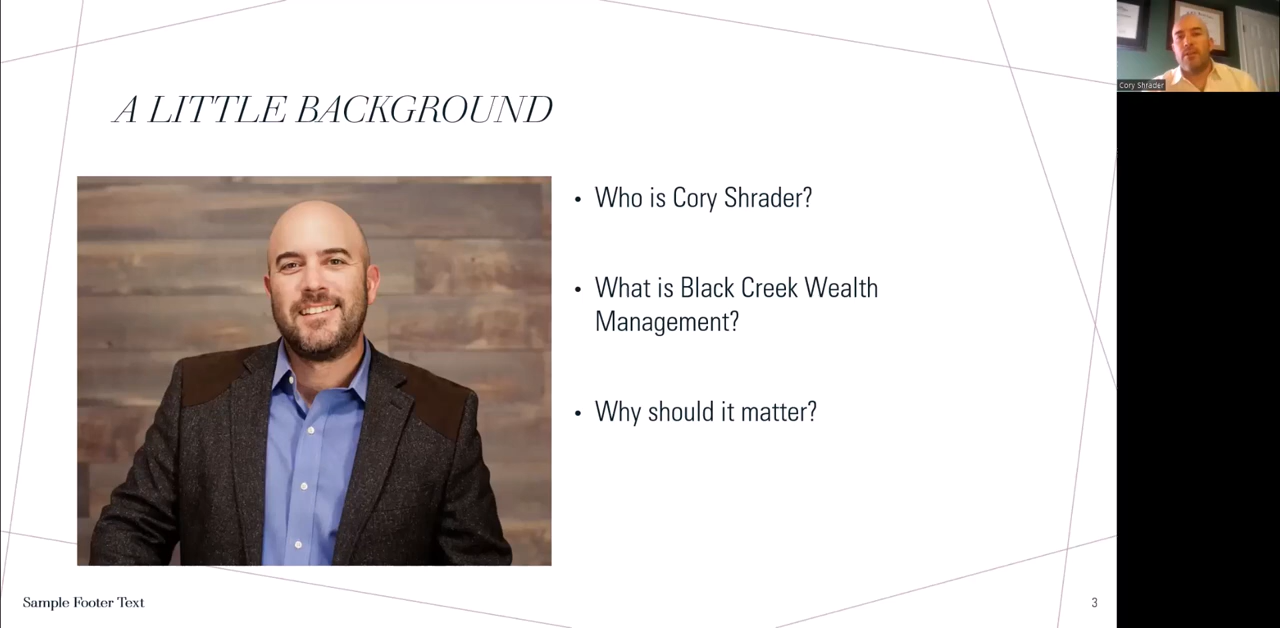 A LITTLE BACKGROUND
• Who is Cory Shrader?
• What is Black Creek Wealth
Management?
• Why should it matter?
Sample Footer Text
3
Cory Shrader